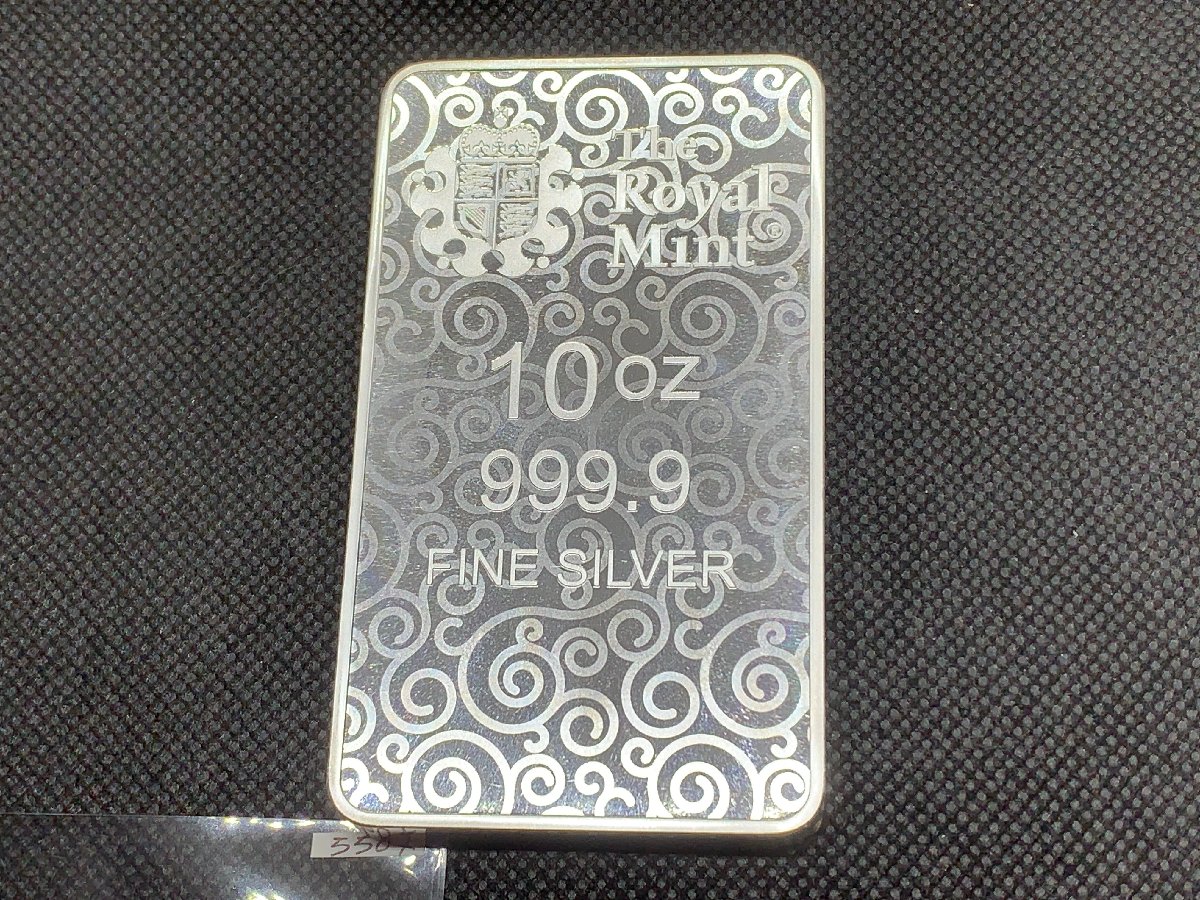 The
Royal
Mint®
10 oz
999.9
FINE SILVER